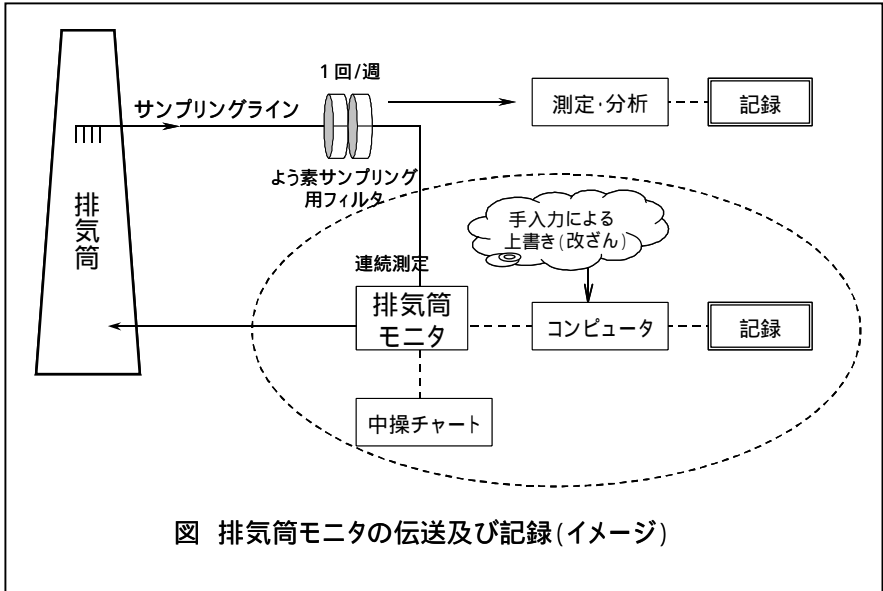 1回/週
サンプリングライン
測定・分析
記録
よう素サンプリング
用フィルタ
排気筒
手入力による
上書き(改ざん)
連続測定
排気筒
モニタ
コンピュータ
記録
中操チャート
図 排気筒モニタの伝送及び記録(イメージ)